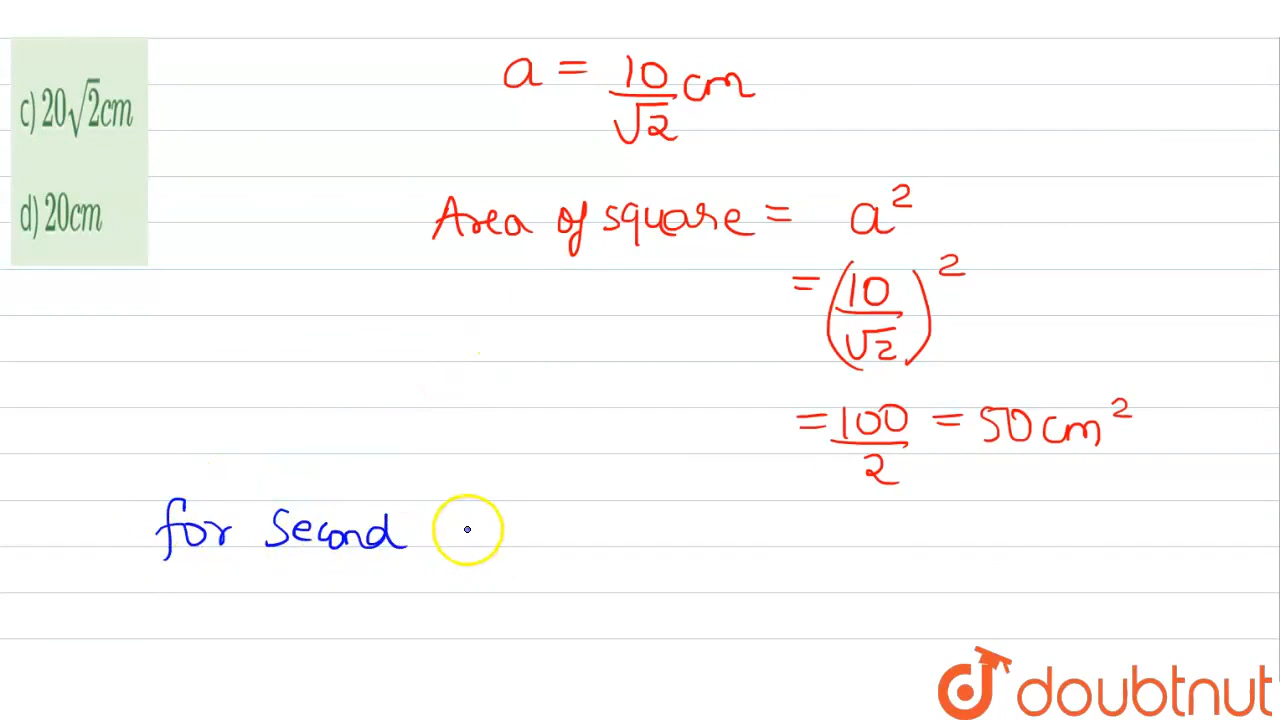 c) 20√2cm
d) 20cm
a = 10/√2 cm
Area of square = a²
= (10/√2)²
= 100/2 = 50 cm²
for second
doubtnut